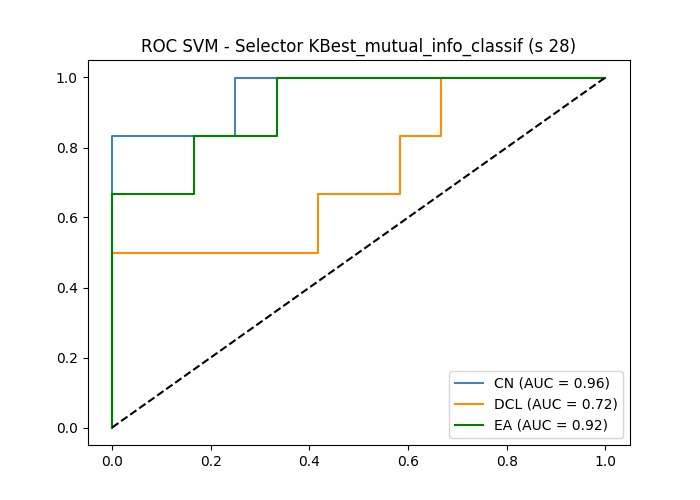 ROC SVM - Selector KBest_mutual_info_classif (s 28)
1.0
0.8
0.6
0.4
0.2
0.0
0.0 0.2 0.4 0.6 0.8 1.0
CN (AUC = 0.96)
DCL (AUC = 0.72)
EA (AUC = 0.92)